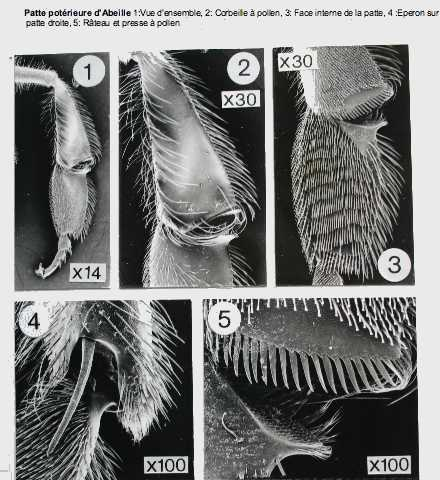 Patte potérieure d'Abeille 1:Vue d'ensemble, 2: Corbeille à pollen, 3: Face interne de la patte, 4 :Eperon sur
patte droite, 5: Râteau et presse à pollen
1
X14
2
X30
X30
3
4
X100
5
X100